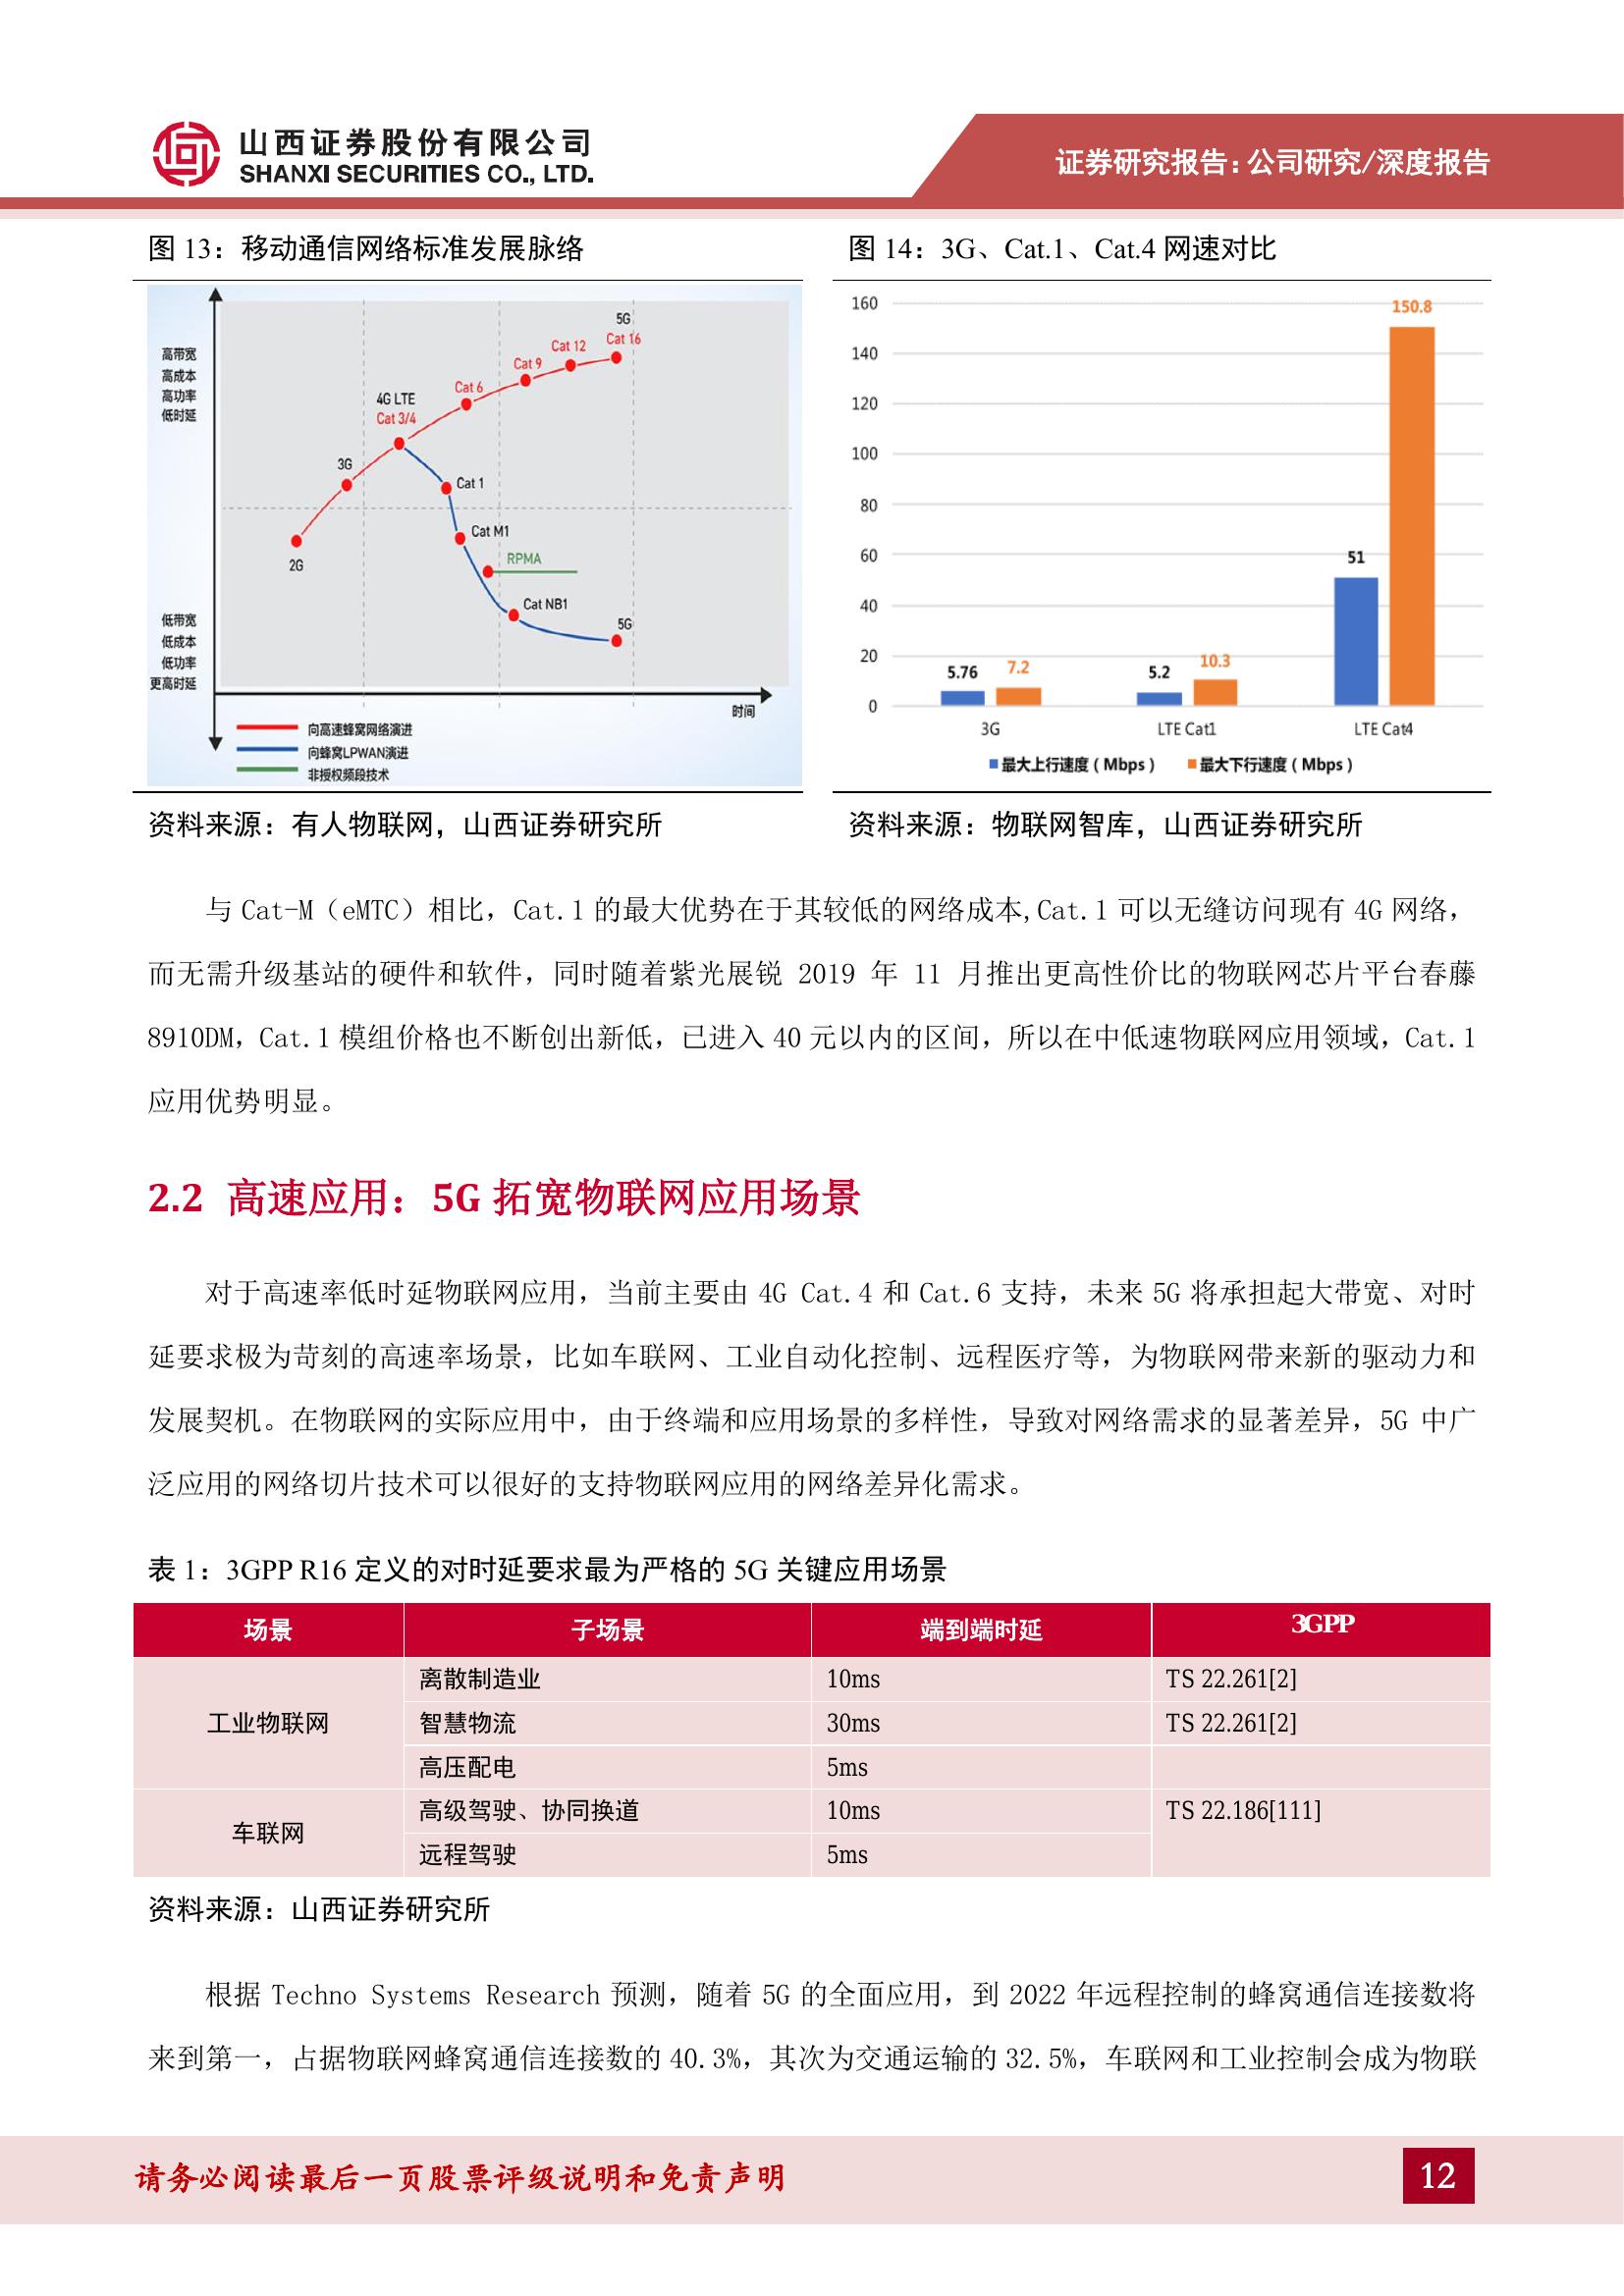 山西证券股份有限公司
SHANXI SECURITIES CO., LTD.
证券研究报告：公司研究/深度报告
图 13：移动通信网络标准发展脉络
高带宽
高成本
高功率
低时延
低带宽
低成本
低功率
更高时延
2G
3G
4G LTE
Cat 3/4
Cat 6
Cat 9
Cat 12
5G
Cat 16
Cat 1
Cat M1
RPMA
Cat NB1
5G
时间
向高速蜂窝网络演进
向蜂窝LPWAN演进
非授权频段技术
资料来源：有人物联网，山西证券研究所
图 14：3G、Cat.1、Cat.4 网速对比
160
140
120
100
80
60
40
20
0
5.76
7.2
5.2
10.3
51
150.8
3G
LTE Cat1
LTE Cat4
最大上行速度（Mbps）
最大下行速度（Mbps）
资料来源：物联网智库，山西证券研究所
与 Cat-M（eMTC）相比，Cat.1 的最大优势在于其较低的网络成本,Cat.1 可以无缝访问现有 4G 网络，
而无需升级基站的硬件和软件，同时随着紫光展锐 2019 年 11 月推出更高性价比的物联网芯片平台春藤
8910DM，Cat.1 模组价格也不断创出新低，已进入 40 元以内的区间，所以在中低速物联网应用领域，Cat.1
应用优势明显。
2.2 高速应用：5G 拓宽物联网应用场景
对于高速率低时延物联网应用，当前主要由 4G Cat.4 和 Cat.6 支持，未来 5G 将承担起大带宽、对时
延要求极为苛刻的高速率场景，比如车联网、工业自动化控制、远程医疗等，为物联网带来新的驱动力和
发展契机。在物联网的实际应用中，由于终端和应用场景的多样性，导致对网络需求的显著差异，5G 中广
泛应用的网络切片技术可以很好的支持物联网应用的网络差异化需求。
表 1：3GPP R16 定义的对时延要求最为严格的 5G 关键应用场景
场景 子场景 端到端时延 3GPP
工业物联网
离散制造业 10ms TS 22.261[2]
智慧物流 30ms TS 22.261[2]
高压配电 5ms
车联网
高级驾驶、协同换道 10ms TS 22.186[111]
远程驾驶 5ms
资料来源：山西证券研究所
根据 Techno Systems Research 预测，随着 5G 的全面应用，到 2022 年远程控制的蜂窝通信连接数将
来到第一，占据物联网蜂窝通信连接数的 40.3%，其次为交通运输的 32.5%，车联网和工业控制会成为物联
请务必阅读最后一页股票评级说明和免责声明
12